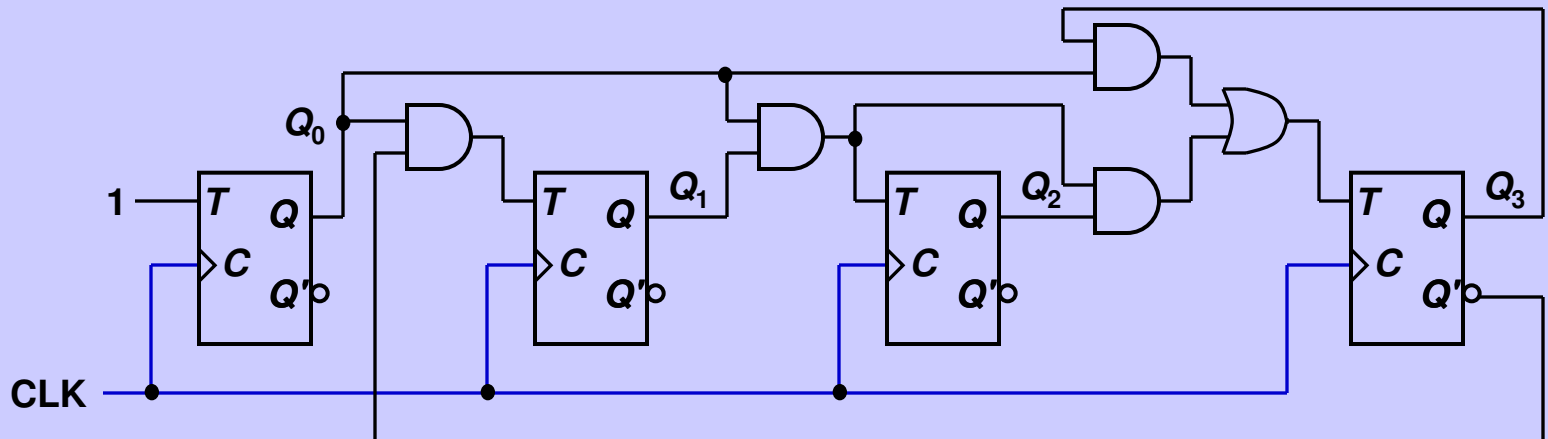 Q0
1 T Q Q1 T Q Q2 T Q Q3 T Q
C Q' C Q' C Q' C Q'
CLK